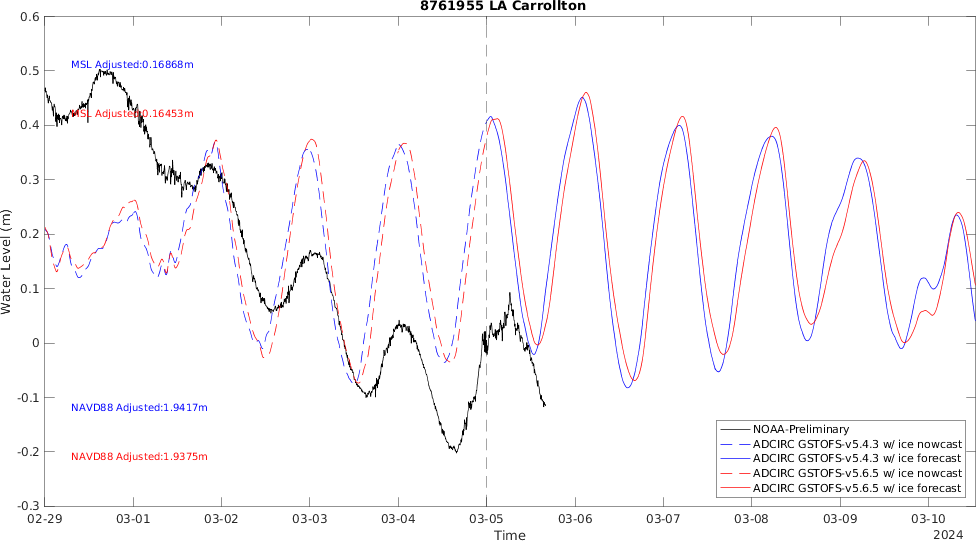 8761955 LA Carrollton
0.6
0.5
0.4
0.3
0.2
0.1
0
-0.1
-0.2
-0.3
Water Level (m)
MSL Adjusted:0.16868m
MSL Adjusted:0.16453m
NAVD88 Adjusted:1.9417m
NAVD88 Adjusted:1.9375m
NOAA-Preliminary
ADCIRC GSTOFS-v5.4.3 w/ ice nowcast
ADCIRC GSTOFS-v5.4.3 w/ ice forecast
ADCIRC GSTOFS-v5.6.5 w/ ice nowcast
ADCIRC GSTOFS-v5.6.5 w/ ice forecast
02-29 03-01 03-02 03-03 03-04 03-05 03-06 03-07 03-08 03-09 03-10
Time
2024